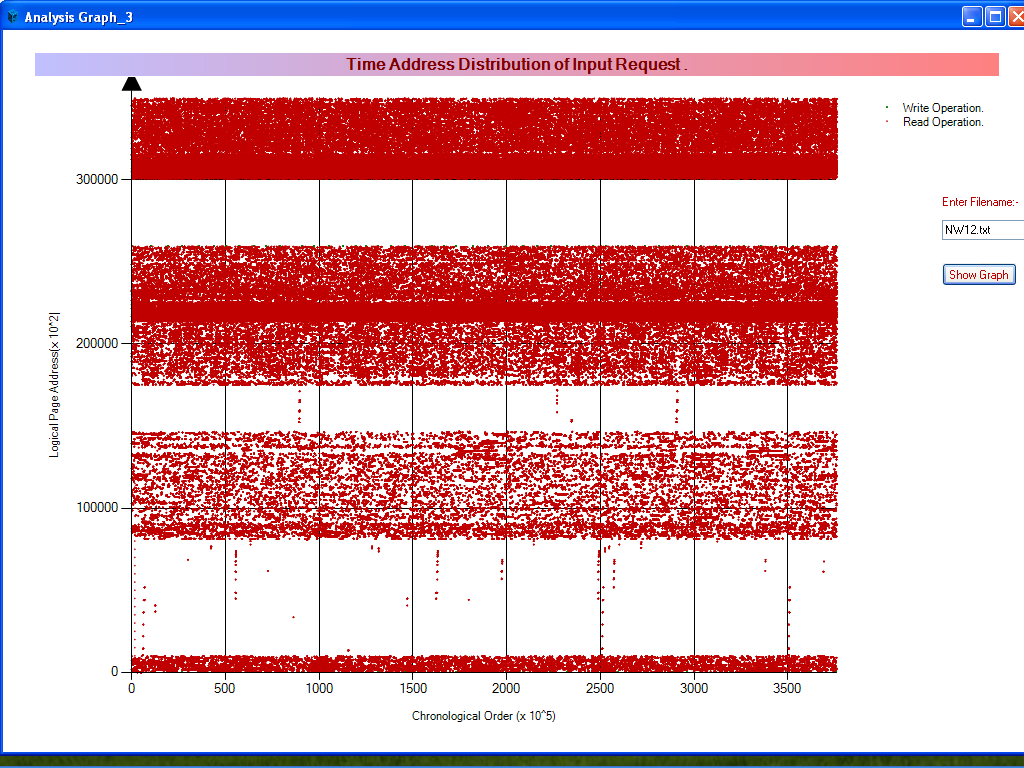 Analysis Graph_3
Time Address Distribution of Input Request .
Write Operation.
Read Operation.
300000
Enter Filename:-
NW12.txt
Show Graph
200000
Logical Page Address(x 10^2|
100000
0
0 500 1000 1500 2000 2500 3000 3500
Chronological Order (x 10^5)